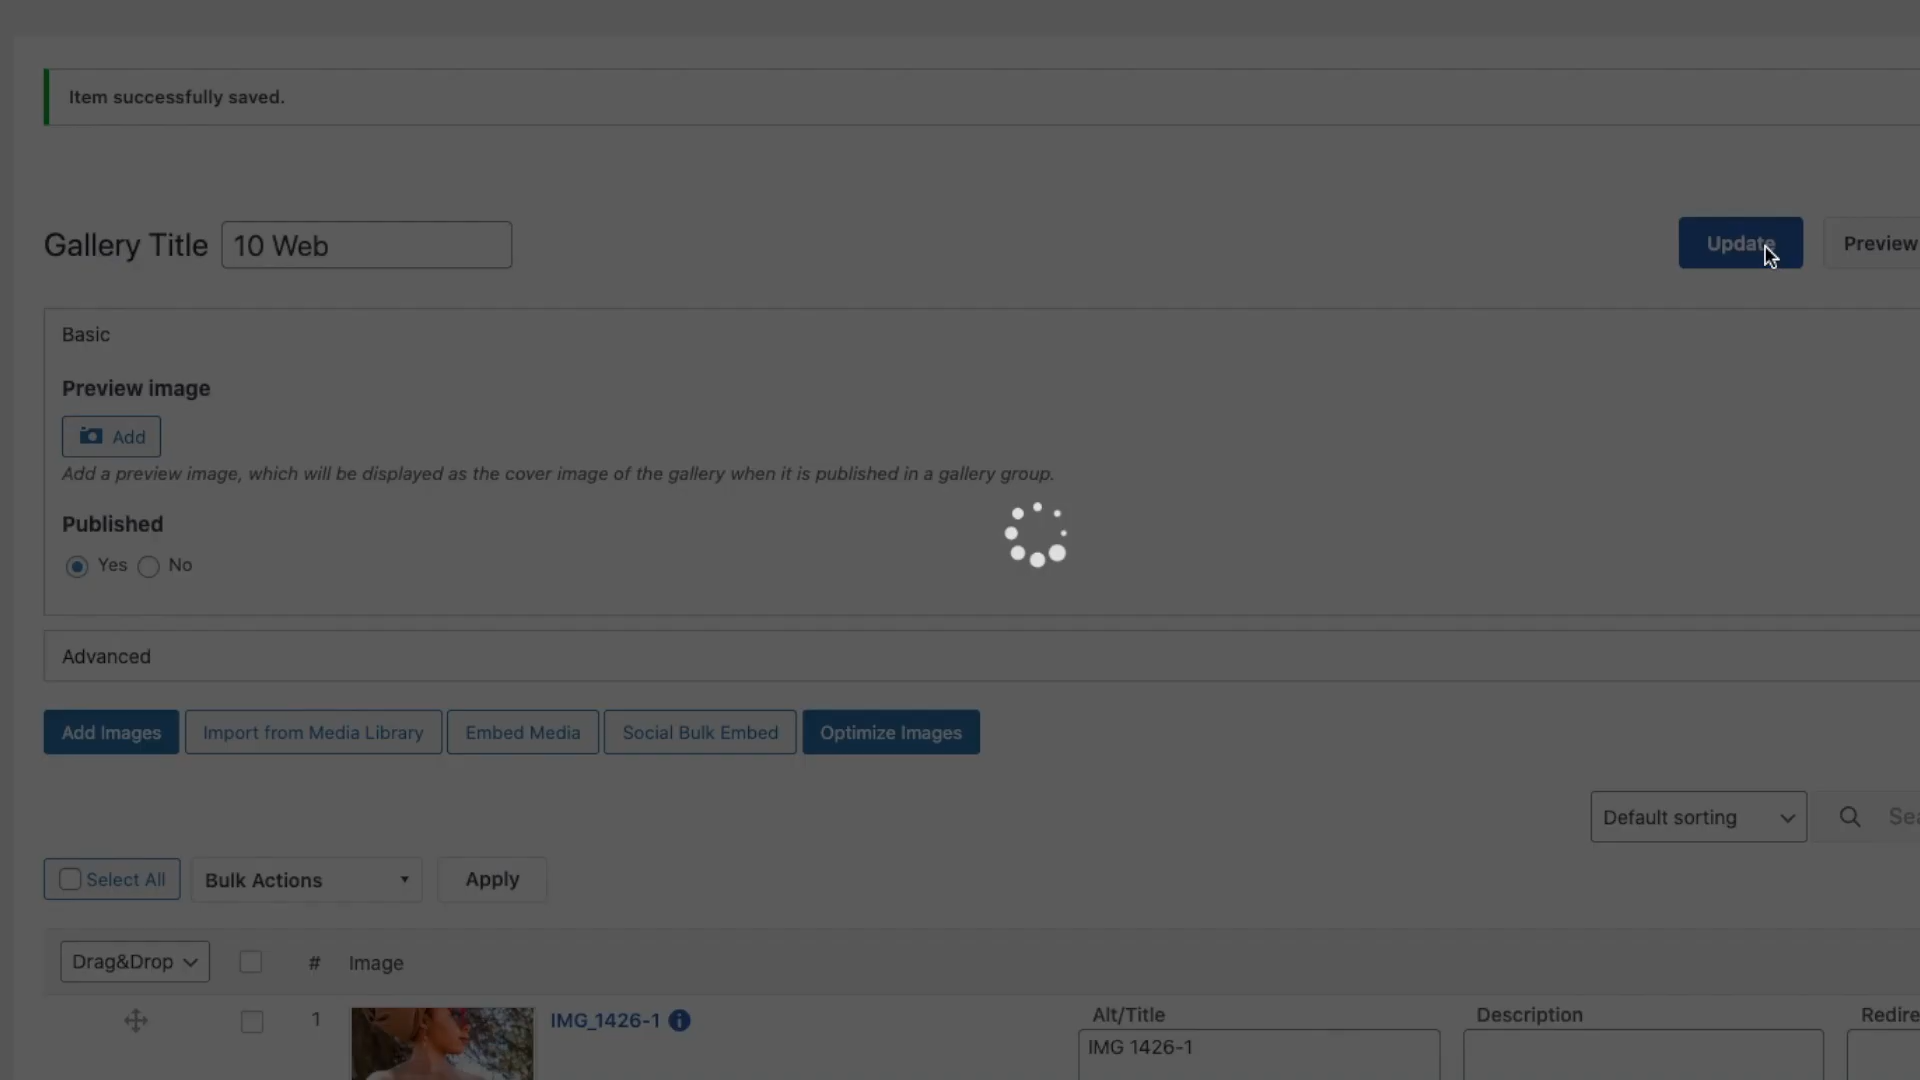 Item successfully saved.
Gallery Title 10 Web
Update
Preview
Basic
Preview image
Add
Add a preview image, which will be displayed as the cover image of the gallery when it is published in a gallery group.
Published
Yes No
Advanced
Add Images Import from Media Library Embed Media Social Bulk Embed Optimize Images
Default sorting
Select All Bulk Actions Apply
Drag&Drop # Image
1 IMG_1426-1
Alt/Title Description
IMG 1426-1